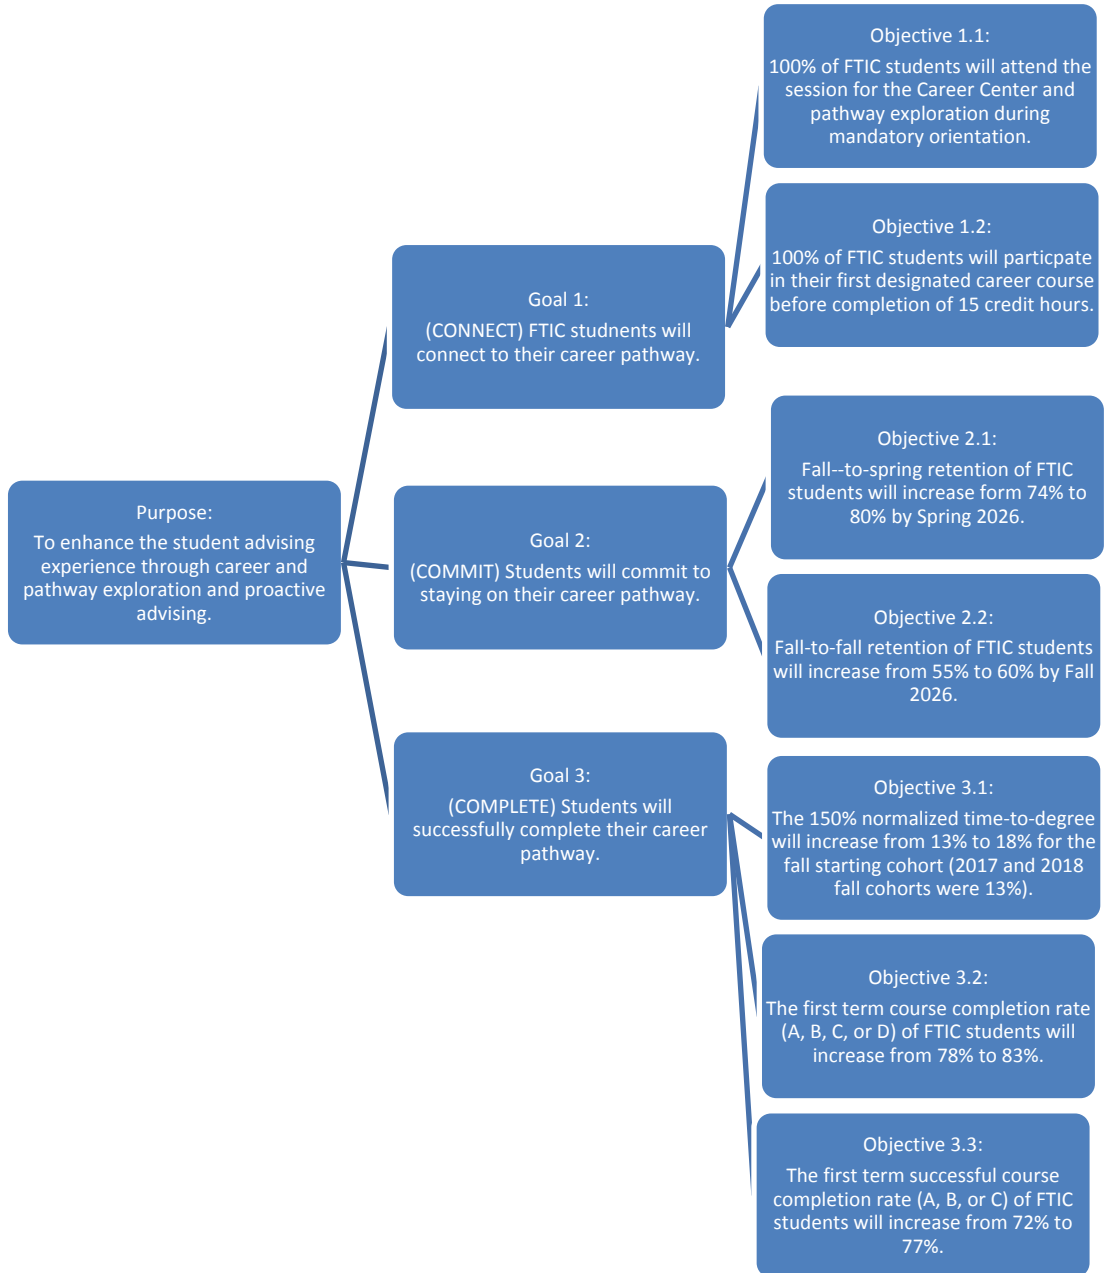 Purpose:
To enhance the student advising
experience through career and
pathway exploration and proactive
advising.
Goal 1:
(CONNECT) FTIC studnents will
connect to their career pathway.
Objective 1.1:
100% of FTIC students will attend the
session for the Career Center and
pathway exploration during
mandatory orientation.
Objective 1.2:
100% of FTIC students will particpate
in their first designated career course
before completion of 15 credit hours.
Goal 2:
(COMMIT) Students will commit to
staying on their career pathway.
Objective 2.1:
Fall--to-spring retention of FTIC
students will increase form 74% to
80% by Spring 2026.
Objective 2.2:
Fall-to-fall retention of FTIC students
will increase from 55% to 60% by Fall
2026.
Goal 3:
(COMPLETE) Students will
successfully complete their career
pathway.
Objective 3.1:
The 150% normalized time-to-degree
will increase from 13% to 18% for the
fall starting cohort (2017 and 2018
fall cohorts were 13%).
Objective 3.2:
The first term course completion rate
(A, B, C, or D) of FTIC students will
increase from 78% to 83%.
Objective 3.3:
The first term successful course
completion rate (A, B, or C) of FTIC
students will increase from 72% to
77%.